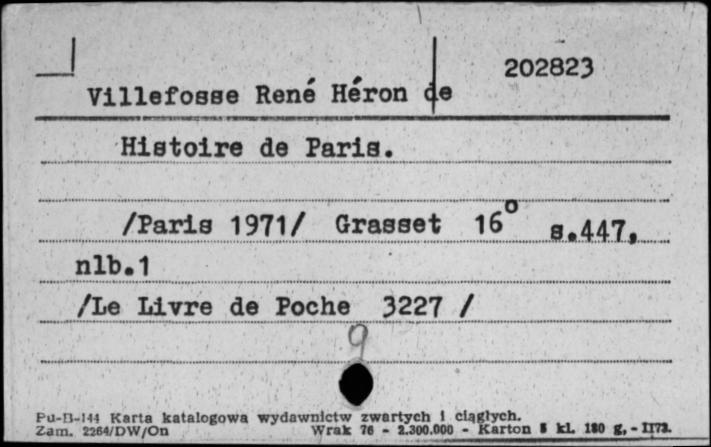 202823
Villefosse René Héron de
Histoire de Paris.
/Paris 1971/ Grasset 16° s.447,
nlb.1
/Le Livre de Poche 3227 /
9
Pu-B-144 Karta katalogowa wydawnictw zwartych i ciągłych.
Zam. 2264/DW/On Wrak 76 - 2.300.000 - Karton 8 kl. 180 g, - II73.